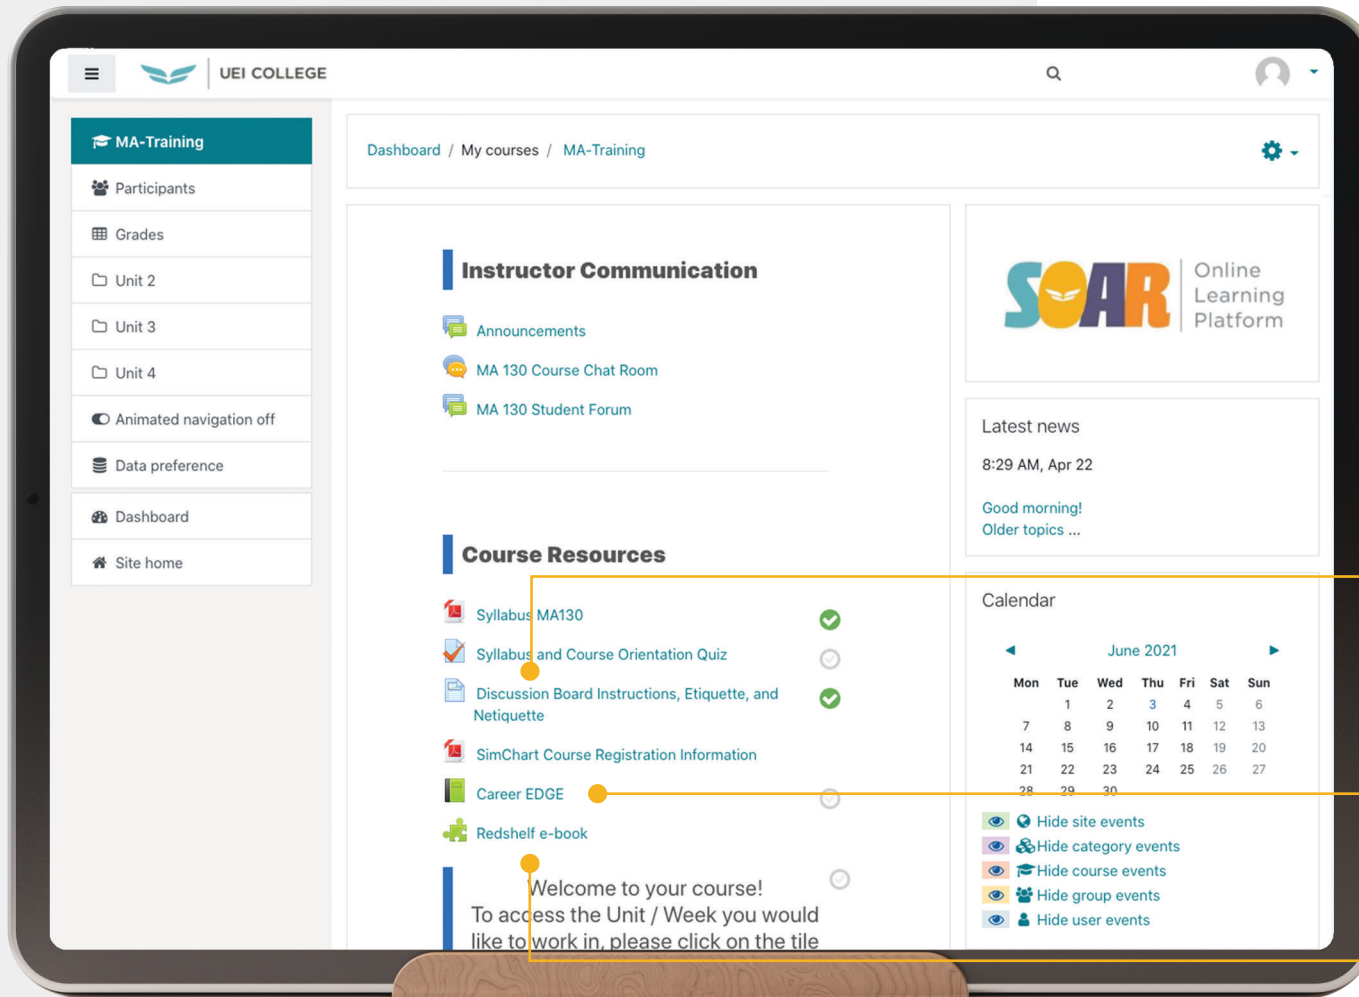 UEI COLLEGE
MA-Training
Participants
Grades
Unit 2
Unit 3
Unit 4
Animated navigation off
Data preference
Dashboard
Site home
Dashboard / My courses / MA-Training
Instructor Communication
Announcements
MA 130 Course Chat Room
MA 130 Student Forum
Course Resources
Syllabus MA130
Syllabus and Course Orientation Quiz
Discussion Board Instructions, Etiquette, and
Netiquette
SimChart Course Registration Information
Career EDGE
Redshelf e-book
Welcome to your course!
To access the Unit / Week you would
like to work in, please click on the tile
SOAR
Online
Learning
Platform
Latest news
8:29 AM, Apr 22
Good morning!
Older topics ...
Calendar
June 2021
Mon Tue Wed Thu Fri Sat Sun
1 2 3 4 5 6
7 8 9 10 11 12 13
14 15 16 17 18 19 20
21 22 23 24 25 26 27
28 29 30
Hide site events
Hide category events
Hide course events
Hide group events
Hide user events